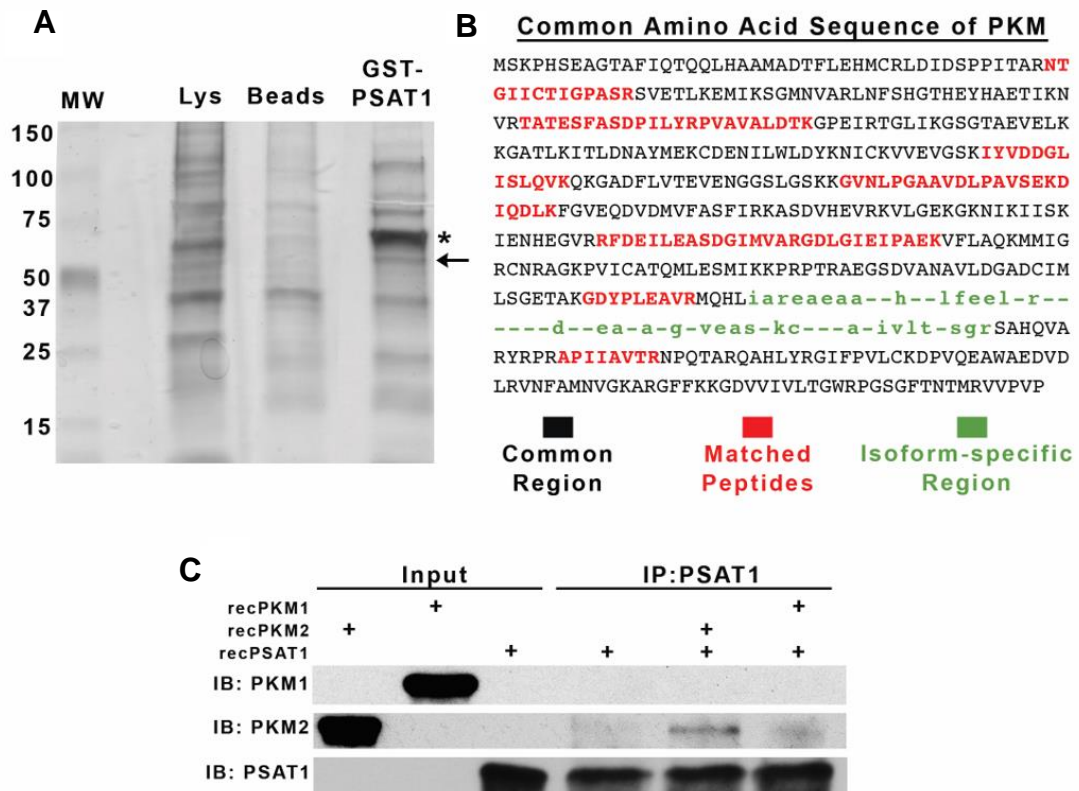 A
MW
Lys
Beads
GST-
PSAT1
150
100
75
50
37
25
15
*
B
Common Amino Acid Sequence of PKM
MSKPHSEAGTAFIQTQQLHAAMADTFLEHMCRLDIDSPPITARNT
GIICTIGPASRSVETLKEMIKSGMNVARLNFSHGTHEYHAETIKN
VRTATESFASDPILYRPVAVALDTKGPEIRTGLIKGSGTAEVELK
KGATLKITLDNAYMEKCDENILWLDYKNICKVVEVGSKIYVDDGL
ISLQVKQKGADFLVTEVENGGSLGSKKGVNLPGAAVDLPAVSEKD
IQDLKFGVEQDVDMVFASFIRKASDVHEVRKVLGEKGKNIKIISK
IENHEGVRRFDEILEASDGIMVARGDLGIEIPAEKVFLAQKMMIG
RCNRAGKPVICATQMLESMIKKPRPTRAEGSDVANAVLDGADCIM
LSGETAKGDYPLEAVRMQHLiareaeaa--h--lfeel-r--
----d--ea-a-g-veas-kc---a-ivlt-sgrSAHQVA
RYRPRAPIIAVTRNPQTARQAHLYRGIFPVLCKDPVQEAWAEDVD
LRVNFAMNVGKARGFFKKGDVVIVLTGWRPGSGFTNTMRVVPVP
Common
Region
Matched
Peptides
Isoform-specific
Region
C
Input
IP:PSAT1
recPKM1 + +
recPKM2 + +
recPSAT1 + + + +
IB: PKM1
IB: PKM2
IB: PSAT1